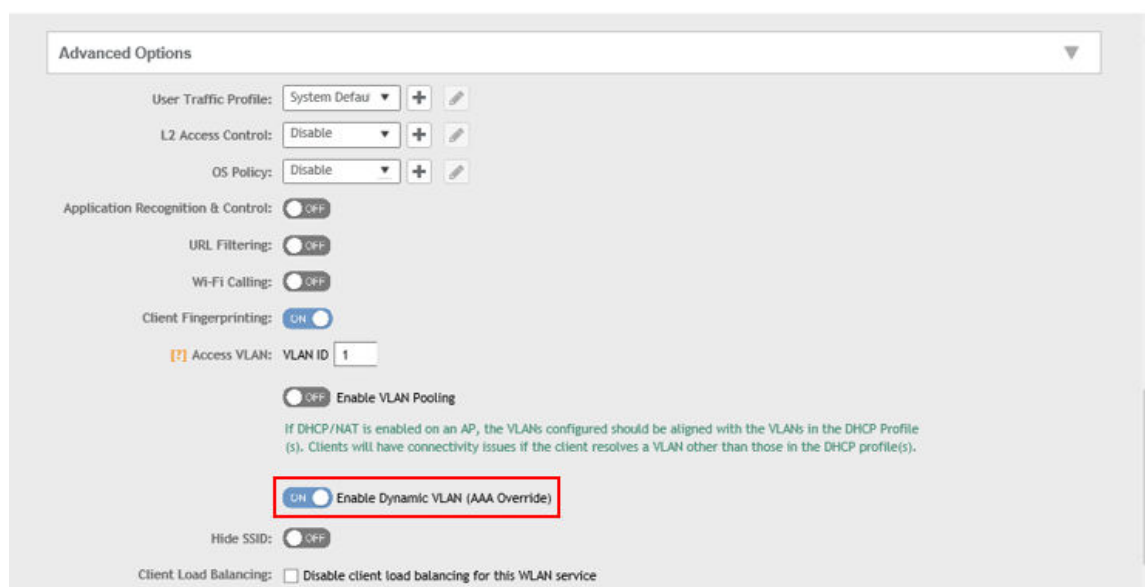 Advanced Options
User Traffic Profile: System Defau
L2 Access Control: Disable
OS Policy: Disable
Application Recognition & Control: OFF
URL Filtering: OFF
Wi-Fi Calling: OFF
Client Fingerprinting: ON
[?] Access VLAN: VLAN ID 1
OFF Enable VLAN Pooling
If DHCP/NAT is enabled on an AP, the VLANs configured should be aligned with the VLANs in the DHCP Profile
(s). Clients will have connectivity issues if the client resolves a VLAN other than those in the DHCP profile(s).
ON Enable Dynamic VLAN (AAA Override)
Hide SSID: OFF
Client Load Balancing: Disable client load balancing for this WLAN service